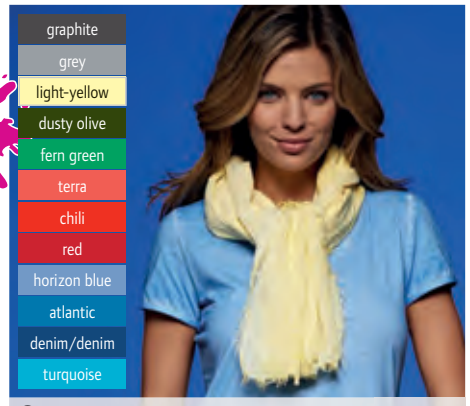 graphite
grey
light-yellow
dusty olive
fern green
terra
chili
red
horizon blue
atlantic
denim/denim
turquoise